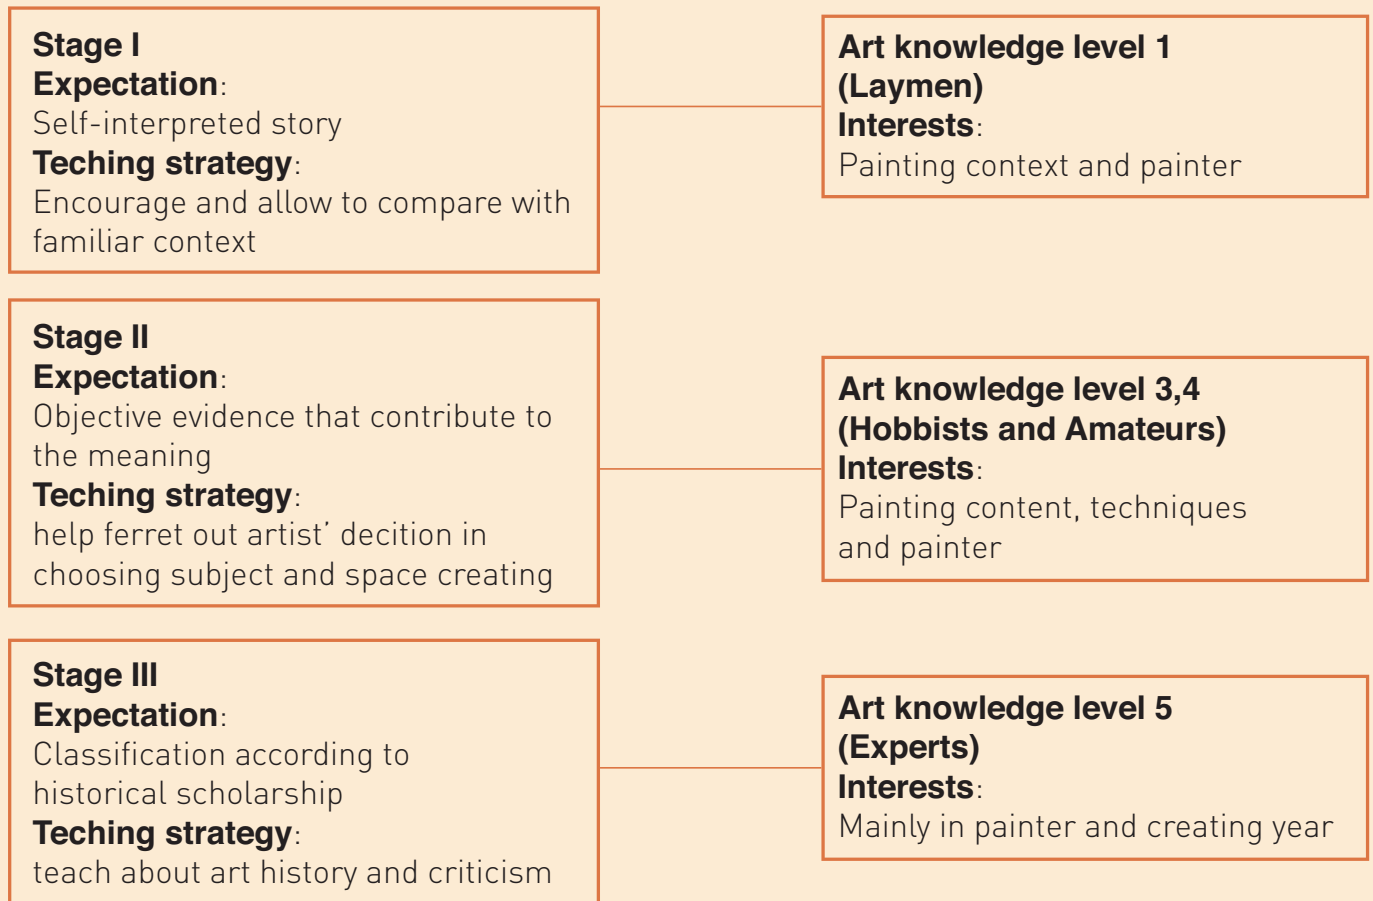 Stage I
Expectation:
Self-interpreted story
Teching strategy:
Encourage and allow to compare with
familiar context
Art knowledge level 1
(Laymen)
Interests:
Painting context and painter
Stage II
Expectation:
Objective evidence that contribute to
the meaning
Teching strategy:
help ferret out artist’ decition in
choosing subject and space creating
Art knowledge level 3,4
(Hobbists and Amateurs)
Interests:
Painting content, techniques
and painter
Stage III
Expectation:
Classification according to
historical scholarship
Teching strategy:
teach about art history and criticism
Art knowledge level 5
(Experts)
Interests:
Mainly in painter and creating year